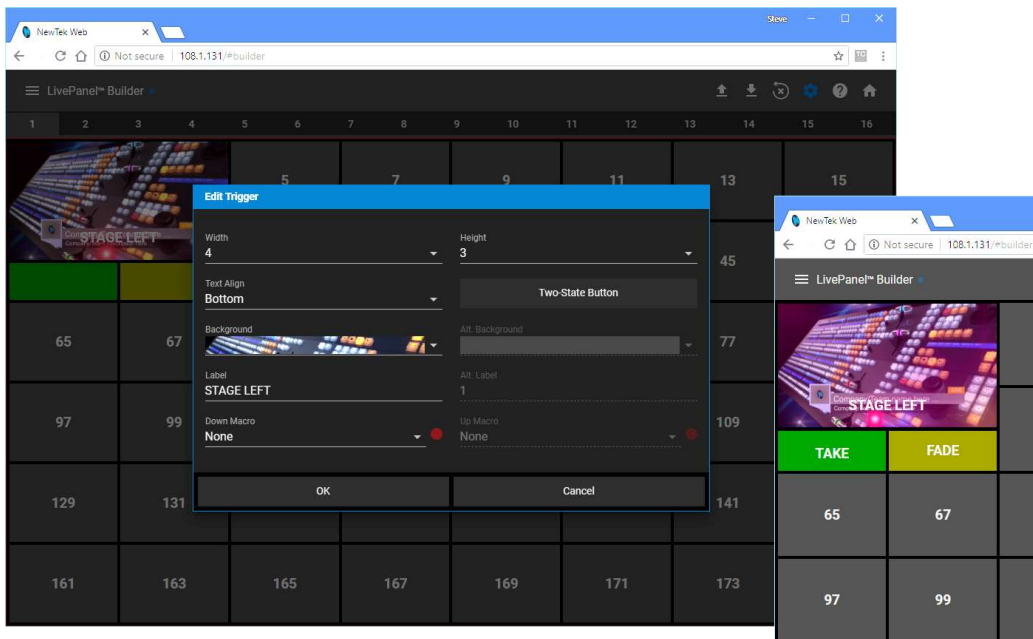 Steve
NewTek Web
Not secure 108.1.131/#builder
LivePanel™ Builder
1 2 3 4 5 6 7 8 9 10 11 12 13 14 15 16
5 7 9 11 13 15
STAGE LEFT
45
65 67 77
97 99 109
129 131 141
161 163 165 167 169 171 173
Edit Trigger
Width
4
Height
3
Text Align
Bottom
Two-State Button
Background
Alt. Background
Label
STAGE LEFT
Alt. Label
1
Down Macro
None
Up Macro
None
OK Cancel
NewTek Web
Not secure 108.1.131/#builder
LivePanel™ Builder
Company/Team name here
STAGE LEFT
TAKE FADE
65 67
97 99